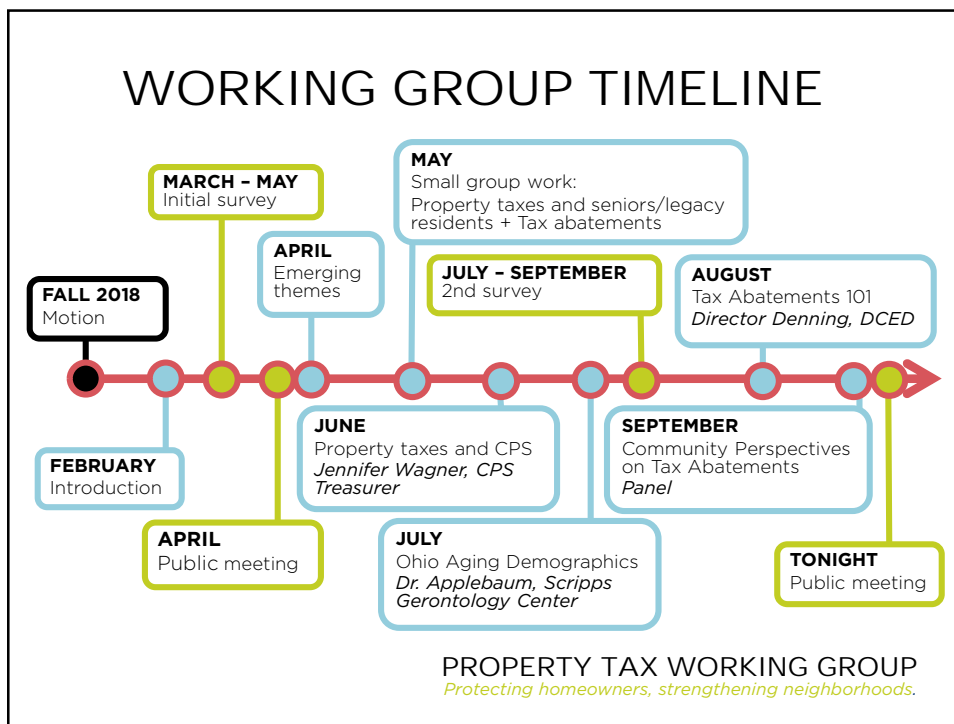 WORKING GROUP TIMELINE
MARCH – MAY
Initial survey
MAY
Small group work:
Property taxes and seniors/legacy
residents + Tax abatements
APRIL
Emerging
themes
JULY – SEPTEMBER
2nd survey
AUGUST
Tax Abatements 101
Director Denning, DCED
FALL 2018
Motion
FEBRUARY
Introduction
APRIL
Public meeting
JUNE
Property taxes and CPS
Jennifer Wagner, CPS
Treasurer
JULY
Ohio Aging Demographics
Dr. Applebaum, Scripps
Gerontology Center
SEPTEMBER
Community Perspectives
on Tax Abatements
Panel
TONIGHT
Public meeting
PROPERTY TAX WORKING GROUP
Protecting homeowners, strengthening neighborhoods.